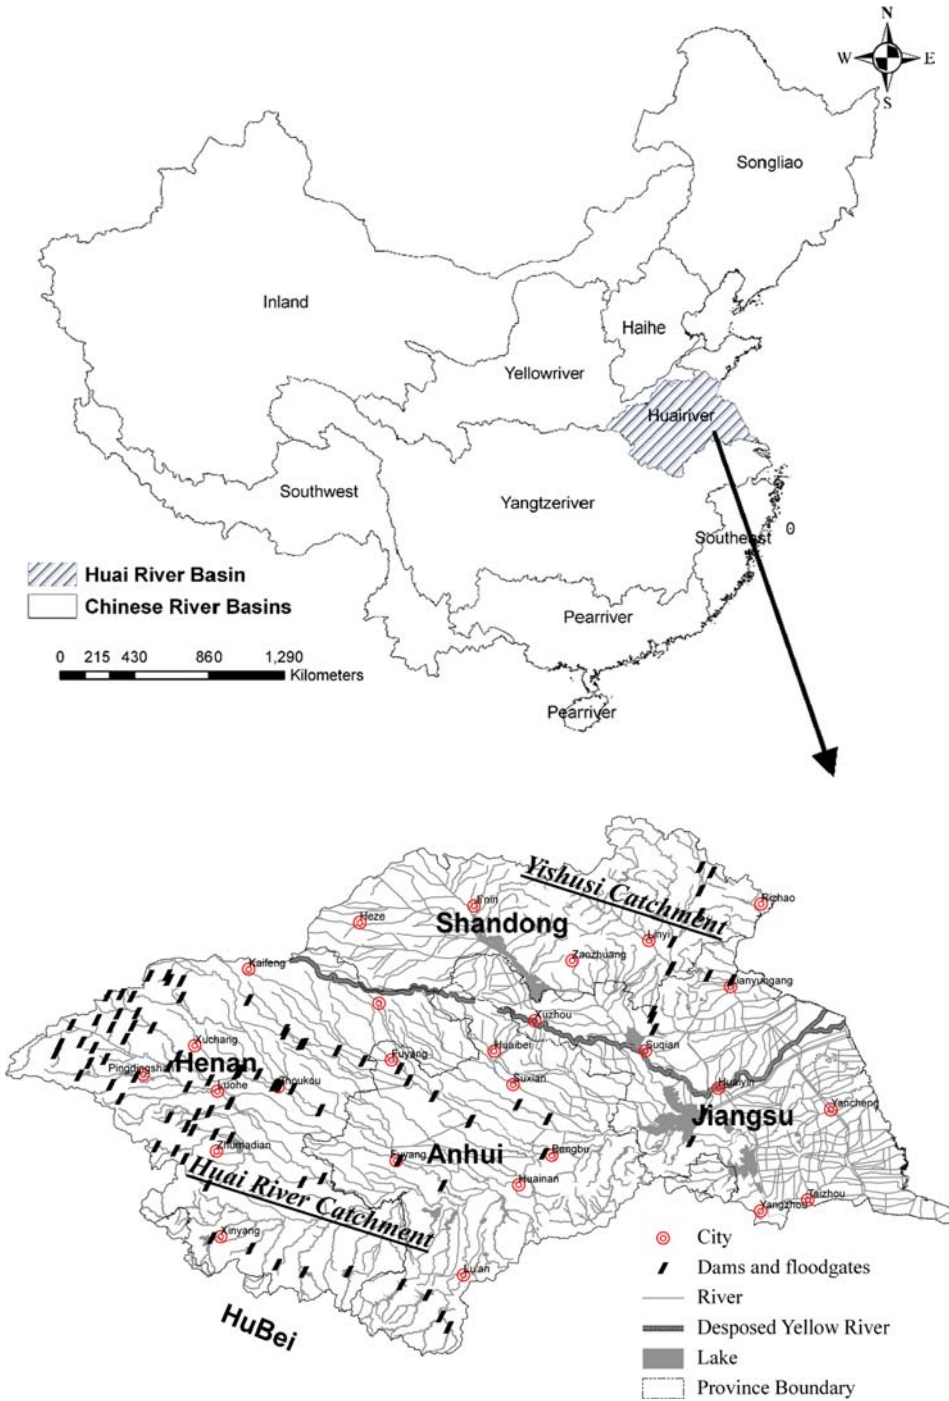 N
W
E
S
Songliao
Inland
Haihe
Yellowriver
Huairiver
Southwest
Yangtzeriver
0
Southeast
Huai River Basin
Chinese River Basins
Pearriver
0 215 430 860 1,290
Kilometers
Pearriver
Yishusi Catchment
Rizhao
Heze
Shandong
Linyi
Zaozhuang
Kaifeng
Lianyungang
Xuzhou
Xuchang
Huaibei
Suqian
Fuyang
Henan
Pingdingshan
Luohe
Zhoukou
Suxian
Huaiyin
Jiangsu
Yancheng
Zhumadian
Anhui
Fuyang
Bengbu
Huainan
Huai River Catchment
Yangzhou
Taizhou
Xinyang
Lu'an
HuBei
City
Dams and floodgates
River
Desposed Yellow River
Lake
Province Boundary